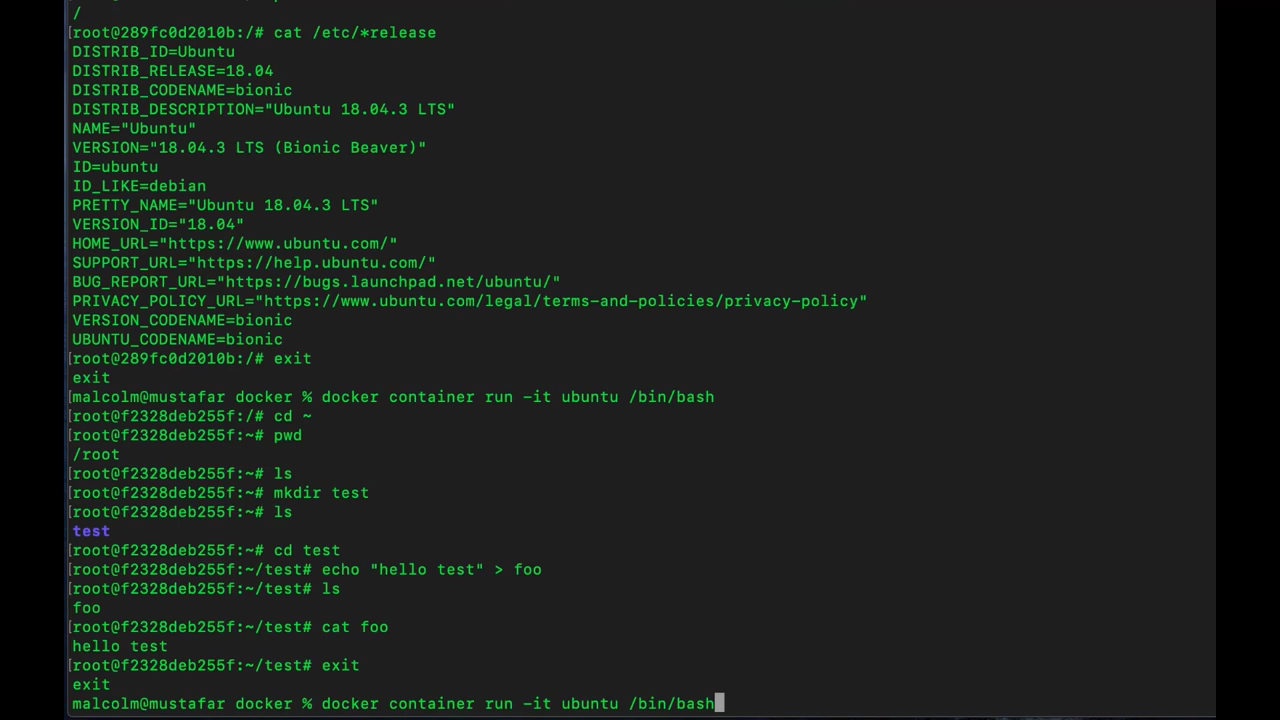 /
[root@289fc0d2010b:/# cat /etc/*release
DISTRIB_ID=Ubuntu
DISTRIB_RELEASE=18.04
DISTRIB_CODENAME=bionic
DISTRIB_DESCRIPTION="Ubuntu 18.04.3 LTS"
NAME="Ubuntu"
VERSION="18.04.3 LTS (Bionic Beaver)"
ID=ubuntu
ID_LIKE=debian
PRETTY_NAME="Ubuntu 18.04.3 LTS"
VERSION_ID="18.04"
HOME_URL="https://www.ubuntu.com/"
SUPPORT_URL="https://help.ubuntu.com/"
BUG_REPORT_URL="https://bugs.launchpad.net/ubuntu/"
PRIVACY_POLICY_URL="https://www.ubuntu.com/legal/terms-and-policies/privacy-policy"
VERSION_CODENAME=bionic
UBUNTU_CODENAME=bionic
[root@289fc0d2010b:/# exit
exit
[malcolm@mustafar docker % docker container run -it ubuntu /bin/bash
[root@f2328deb255f:/# cd ~
[root@f2328deb255f:~# pwd
/root
[root@f2328deb255f:~# ls
[root@f2328deb255f:~# mkdir test
[root@f2328deb255f:~# ls
test
[root@f2328deb255f:~# cd test
[root@f2328deb255f:~/test# echo "hello test" > foo
[root@f2328deb255f:~/test# ls
foo
[root@f2328deb255f:~/test# cat foo
hello test
[root@f2328deb255f:~/test# exit
exit
malcolm@mustafar docker % docker container run -it ubuntu /bin/bash